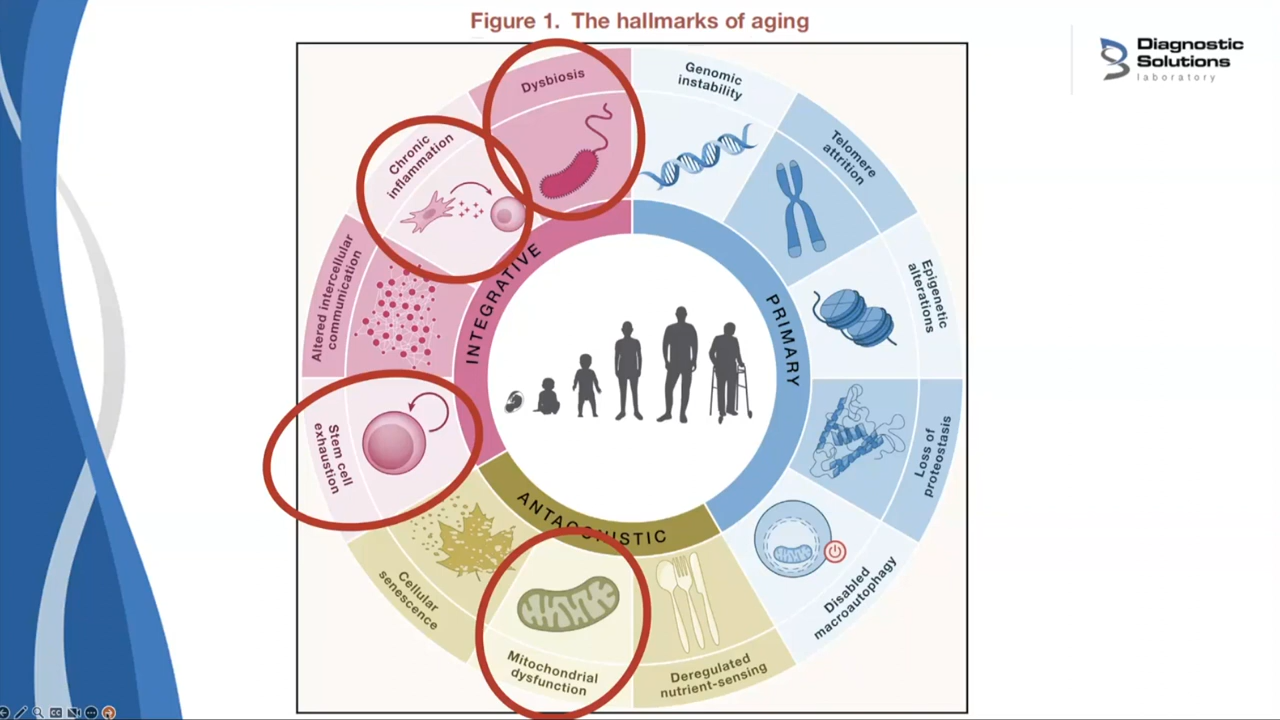 Figure 1. The hallmarks of aging
Diagnostic
Solutions
laboratory
Dysbiosis
Genomic
instability
Telomere
attrition
Epigenetic
alterations
Loss of
proteostasis
Disabled
macroautophagy
Deregulated
nutrient-sensing
Mitochondrial
dysfunction
Cellular
senescence
Stem cell
exhaustion
Altered intercellular
communication
Chronic
inflammation
INTEGRATIVE
PRIMARY
ANTAGONISTIC
CC